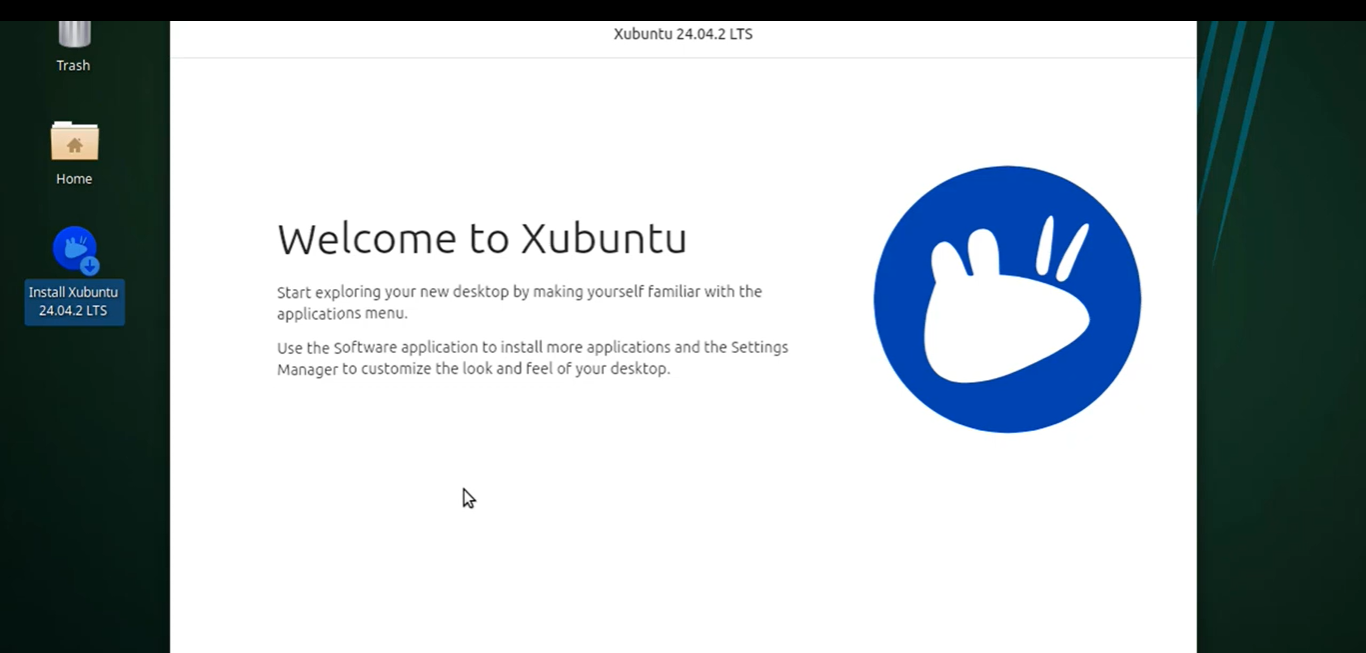 Xubuntu 24.04.2 LTS
Trash
Home
Install Xubuntu
24.04.2 LTS
Welcome to Xubuntu
Start exploring your new desktop by making yourself familiar with the
applications menu.
Use the Software application to install more applications and the Settings
Manager to customize the look and feel of your desktop.